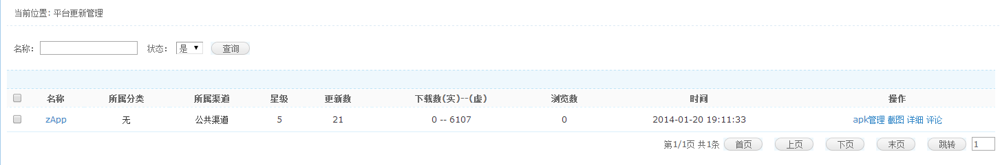 当前位置: 平台更新管理
名称: 状态: 是 查询
名称 所属分类 所属渠道 星级 更新数 下载数(实)--(虚) 浏览数 时间 操作
zApp 无 公共渠道 5 21 0 -- 6107 0 2014-01-20 19:11:33 apk管理 截图 详细 评论
第1/1页 共1条 首页 上页 下页 末页 跳转 1